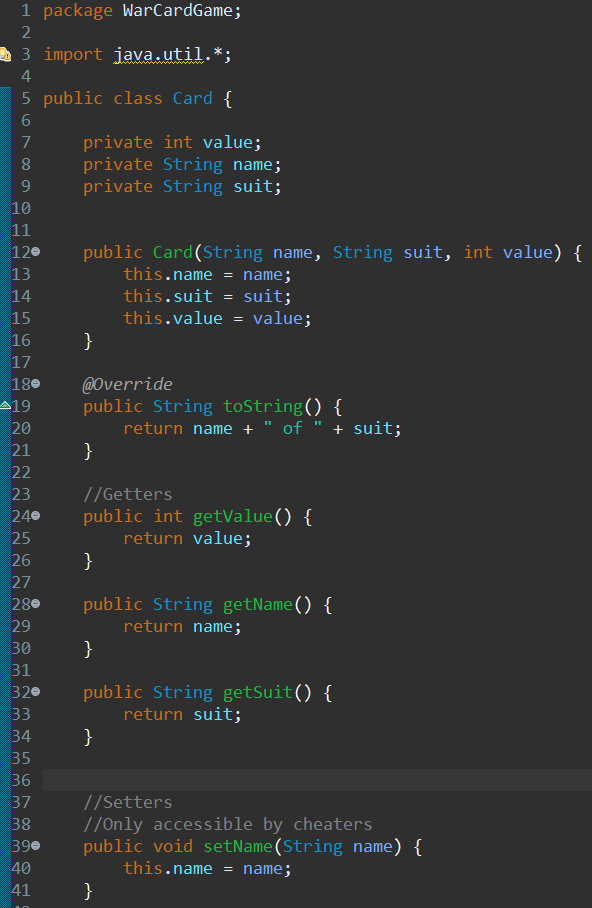 1 package WarCardGame;
2
3 import java.util.*;
4
5 public class Card {
6
7 private int value;
8 private String name;
9 private String suit;
10
11
12 public Card(String name, String suit, int value) {
13 this.name = name;
14 this.suit = suit;
15 this.value = value;
16 }
17
18 @Override
19 public String toString() {
20 return name + " of " + suit;
21 }
22
23 //Getters
24 public int getValue() {
25 return value;
26 }
27
28 public String getName() {
29 return name;
30 }
31
32 public String getSuit() {
33 return suit;
34 }
35
36
37 //Setters
38 //Only accessible by cheaters
39 public void setName(String name) {
40 this.name = name;
41 }